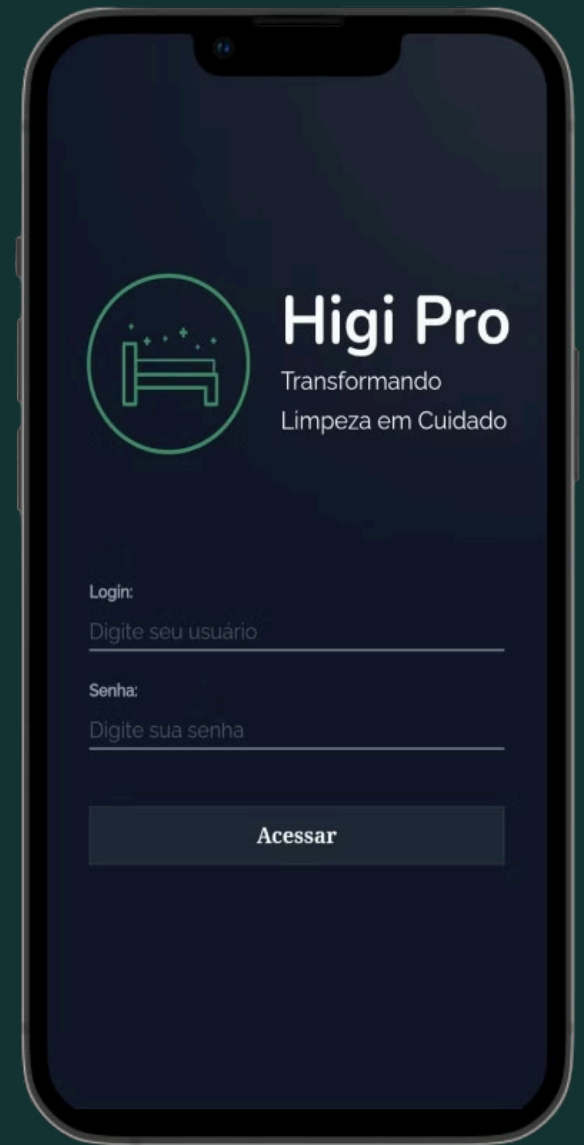 Higi Pro
Transformando
Limpeza em Cuidado
Login:
Digite seu usuário
Senha:
Digite sua senha
Acessar